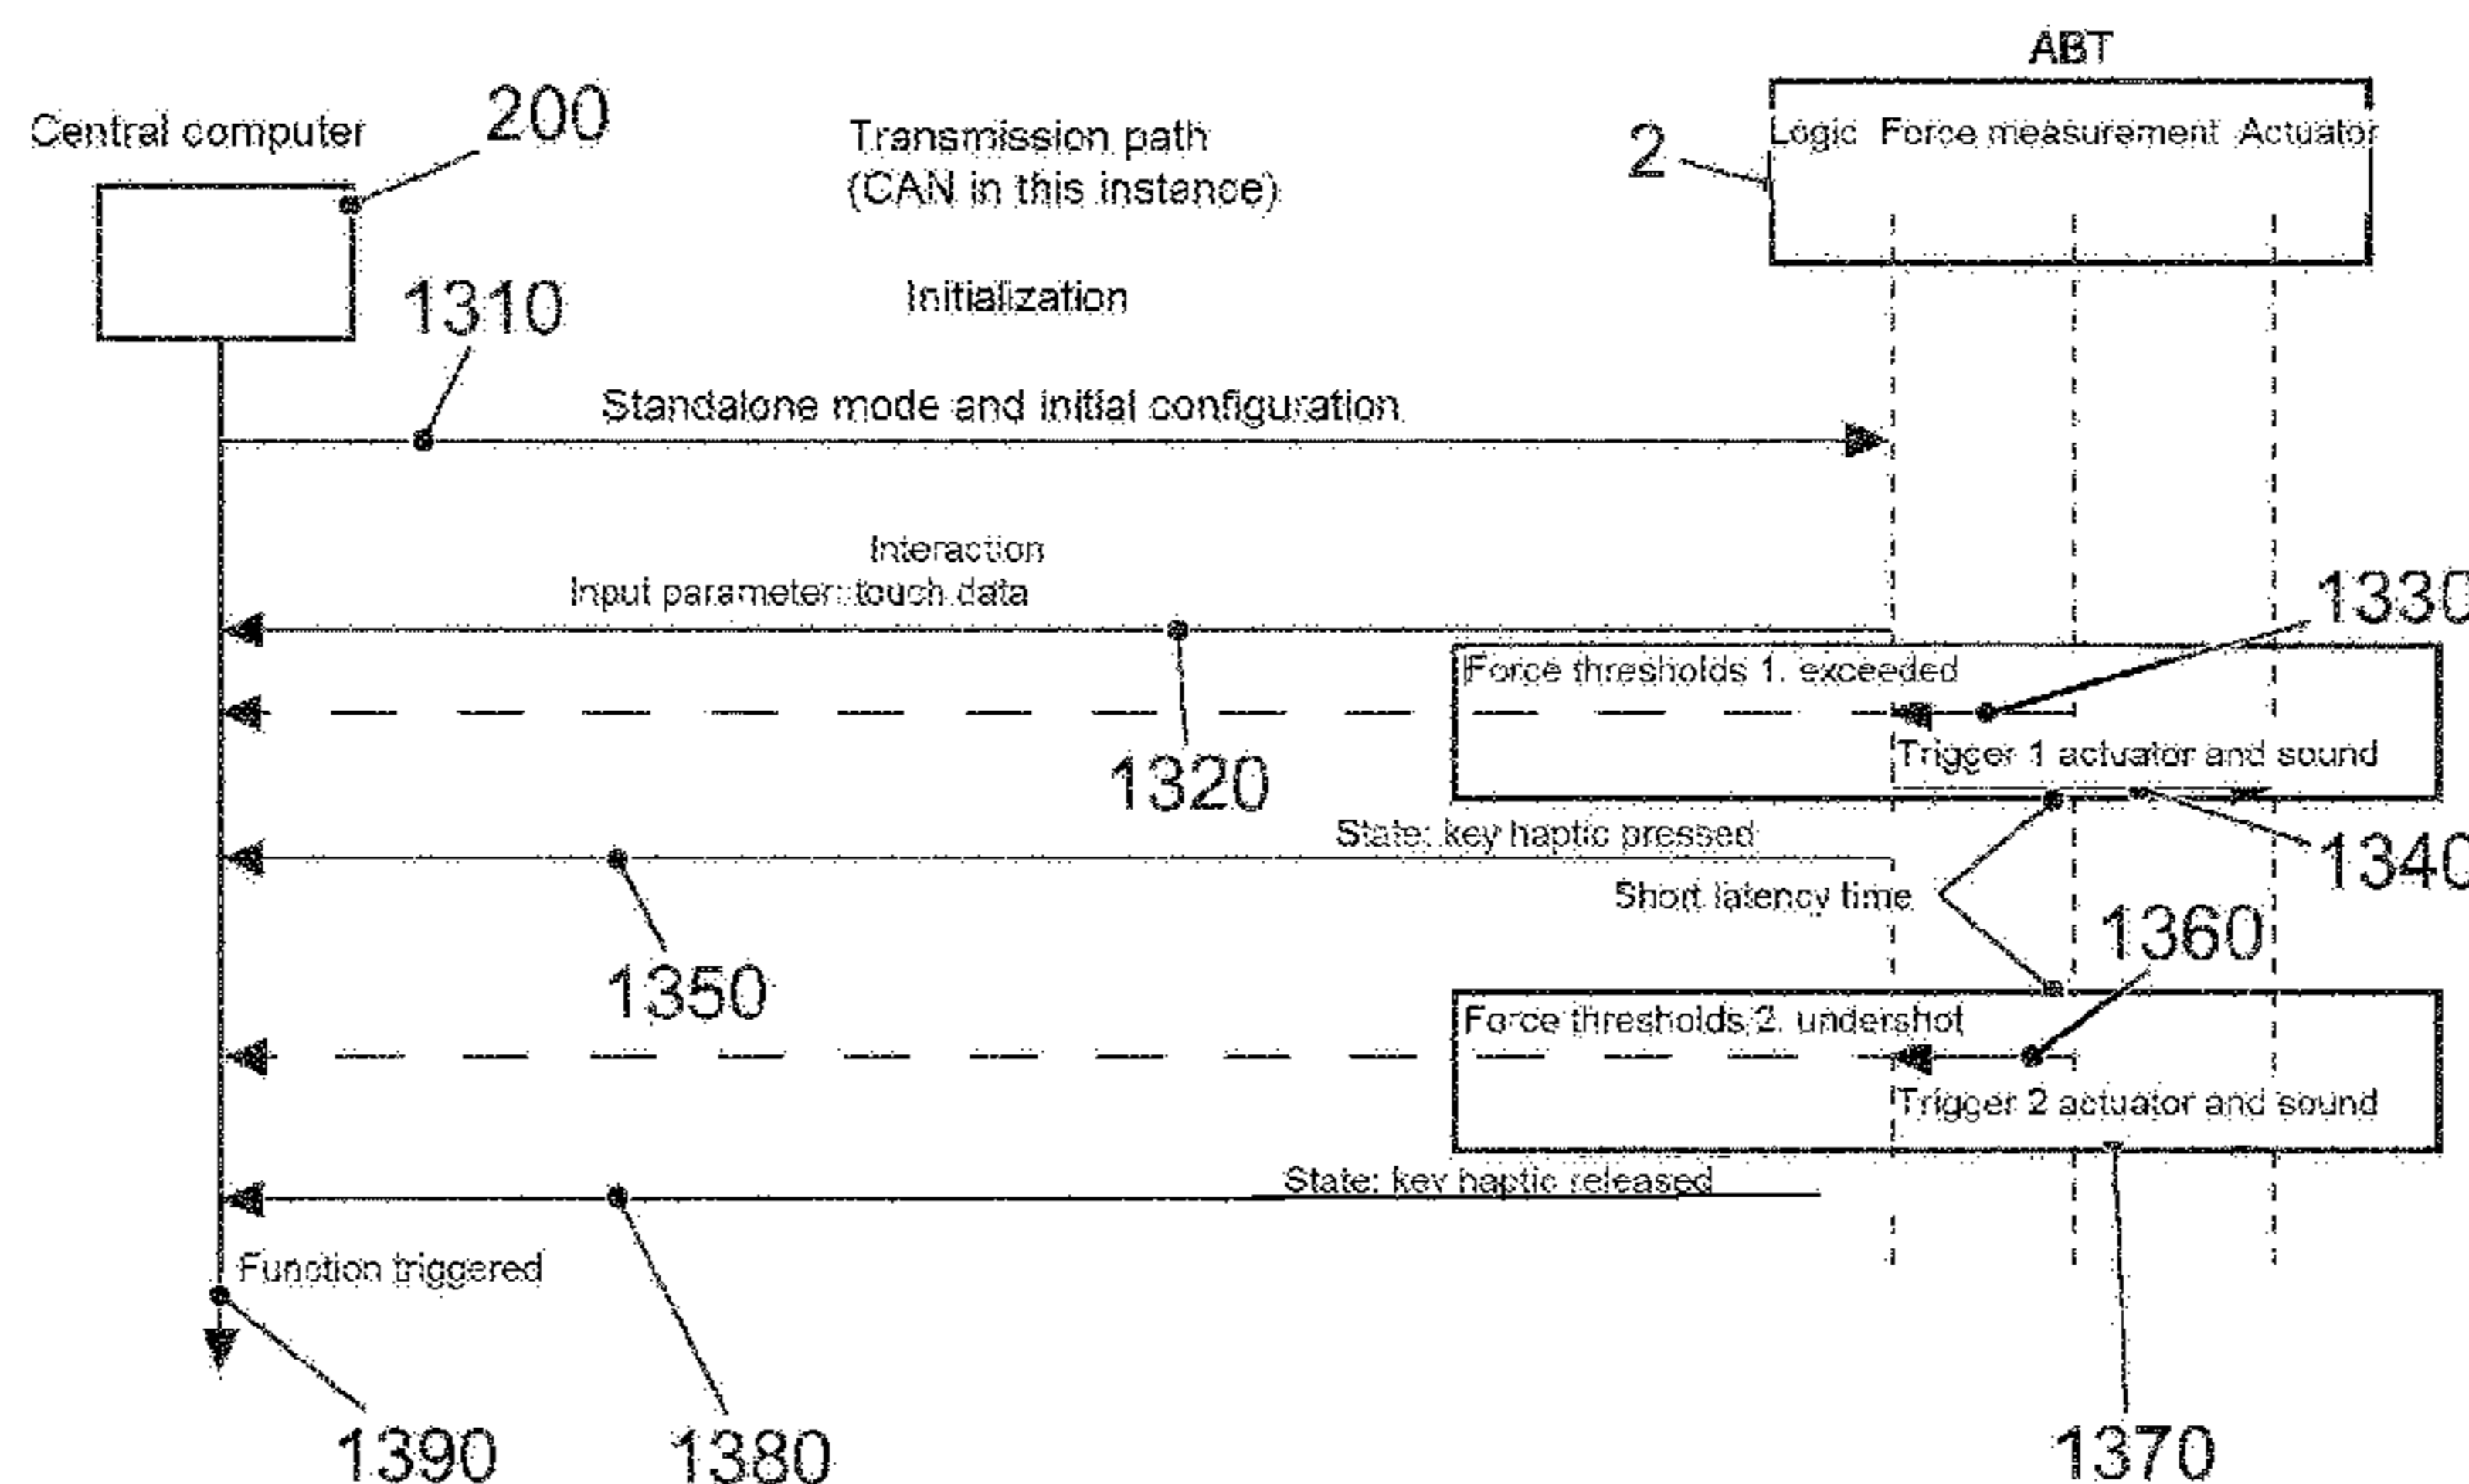 ABT
Central computer
200
Transmission path
(CAN in this instance)
2
Logic Force measurement Actuator
1310
Initialization
Standalone mode and initial configuration
Interaction
Input parameter: touch data
1330
Force thresholds 1. exceeded
Trigger 1 actuator and sound
1320
State: key haptic pressed
1340
Short latency time
1350
1360
Force thresholds 2. undershot
Trigger 2 actuator and sound
State: key haptic released
Function triggered
1390
1380
1370